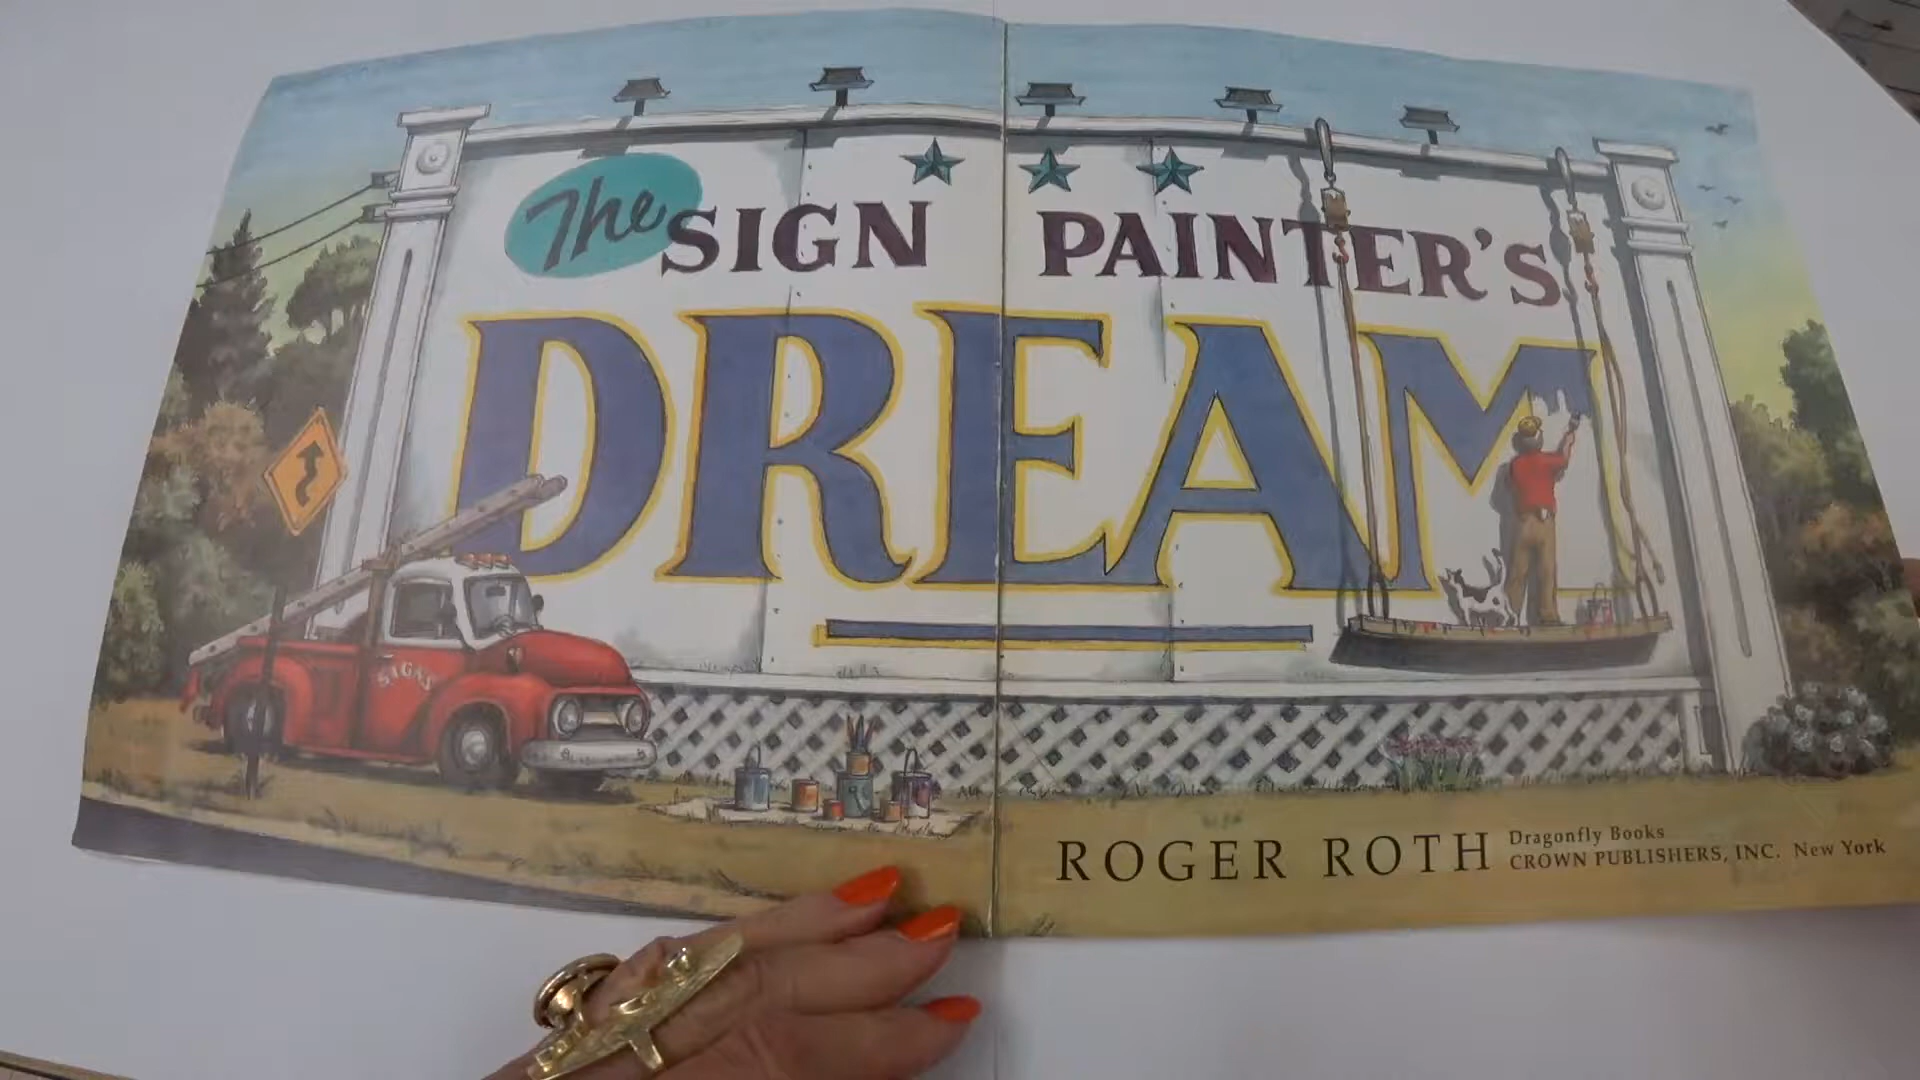 The SIGN PAINTER'S
DREAM
SIGNS
ROGER ROTH
Dragonfly Books
CROWN PUBLISHERS, INC. New York